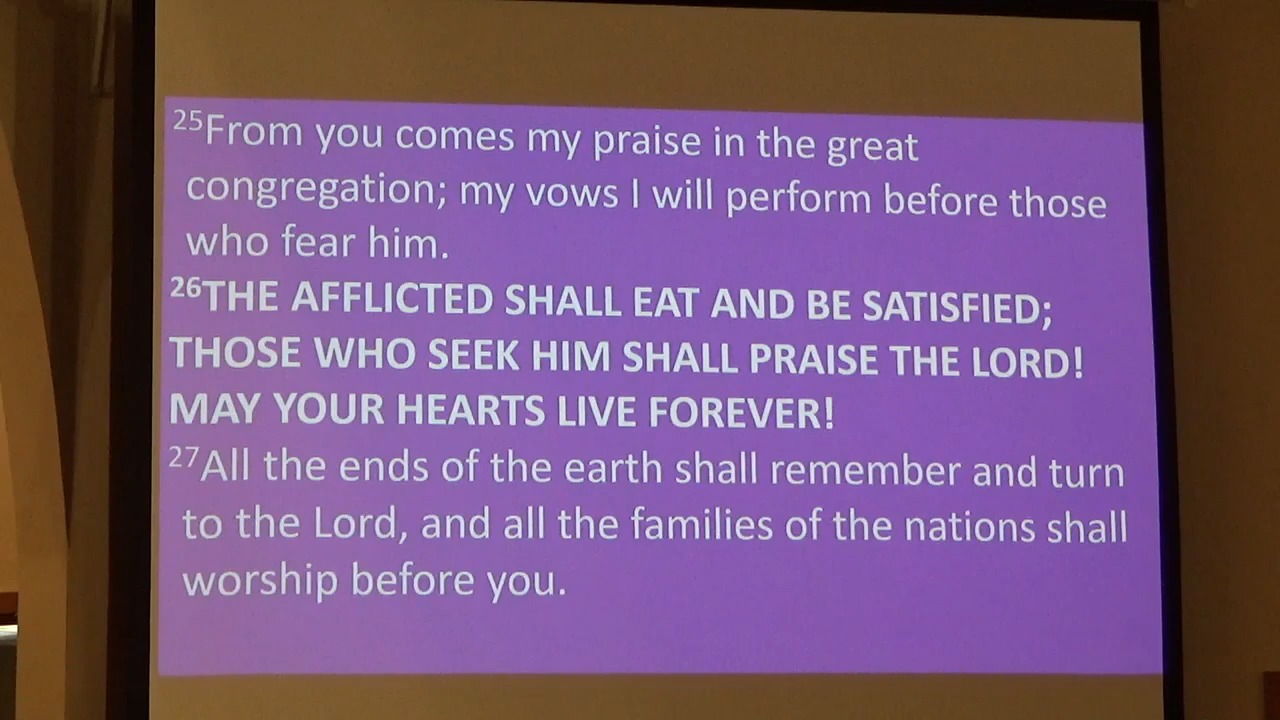 25From you comes my praise in the great
congregation; my vows I will perform before those
who fear him.
26THE AFFLICTED SHALL EAT AND BE SATISFIED;
THOSE WHO SEEK HIM SHALL PRAISE THE LORD!
MAY YOUR HEARTS LIVE FOREVER!
27All the ends of the earth shall remember and turn
to the Lord, and all the families of the nations shall
worship before you.